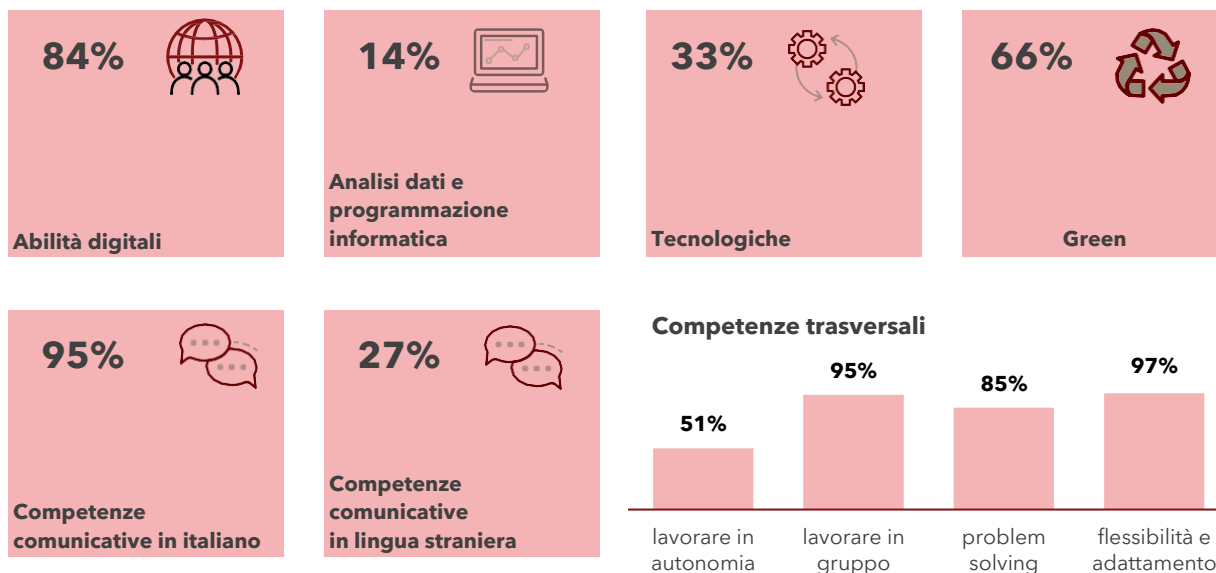 84%
Abilità digitali
14%
Analisi dati e
programmazione
informatica
33%
Tecnologiche
66%
Green
95%
Competenze
comunicative in italiano
27%
Competenze
comunicative
in lingua straniera
Competenze trasversali
51%
95%
85%
97%
lavorare in
autonomia
lavorare in
gruppo
problem
solving
flessibilità e
adattamento